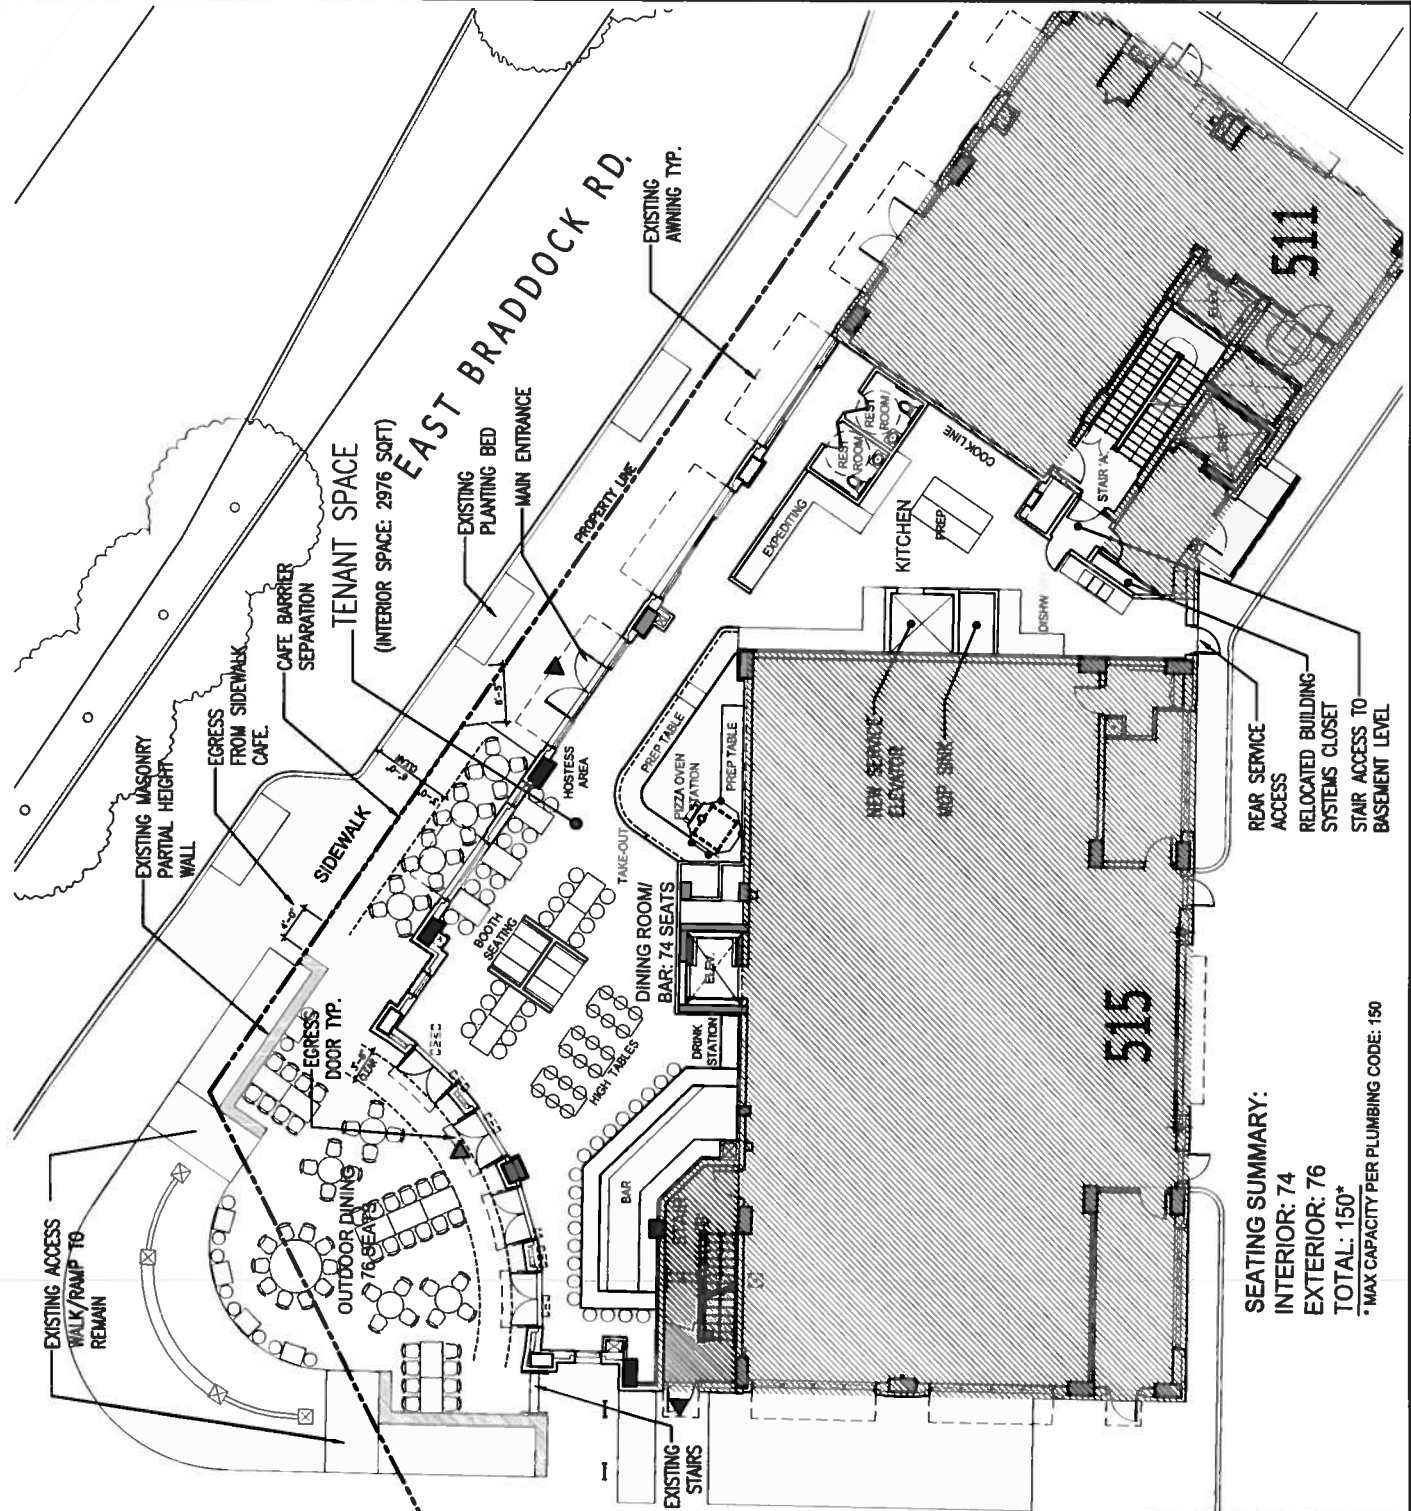 EAST BRADDOCK RD.
EXISTING
AWNING TYP.
TENANT SPACE
(INTERIOR SPACE: 2976 SQFT)
EXISTING
PLANTING BED
MAIN ENTRANCE
PROPERTY LINE
CAFE BARRIER
SEPARATION
EGRESS
FROM SIDEWALK
CAFE.
EXISTING MASONRY
PARTIAL HEIGHT
WALL
SIDEWALK
EGRESS
DOOR TYP.
EXISTING ACCESS
WALK/RAMP TO
REMAIN
OUTDOOR DINING
76 SEATS
EXISTING
STAIRS
HOSTESS
AREA
BOOTH
SEATING
TAKE-OUT
DINING ROOM/
BAR: 74 SEATS
HIGH TABLES
DRINK
STATION
ELEV.
BAR
PREP TABLE
PIZZA OVEN
STATION
PREP TABLE
EXPEDITING
REST
ROOM/
REST
ROOM/
COOK LINE
KITCHEN
PREP
DISHW
STAIR 'A'
NEW SERVICE
ELEVATOR
MOP SINK
511
515
REAR SERVICE
ACCESS
RELOCATED BUILDING
SYSTEMS CLOSET
STAIR ACCESS TO
BASEMENT LEVEL
SEATING SUMMARY:
INTERIOR: 74
EXTERIOR: 76
TOTAL: 150*
* MAX CAPACITY PER PLUMBING CODE: 150